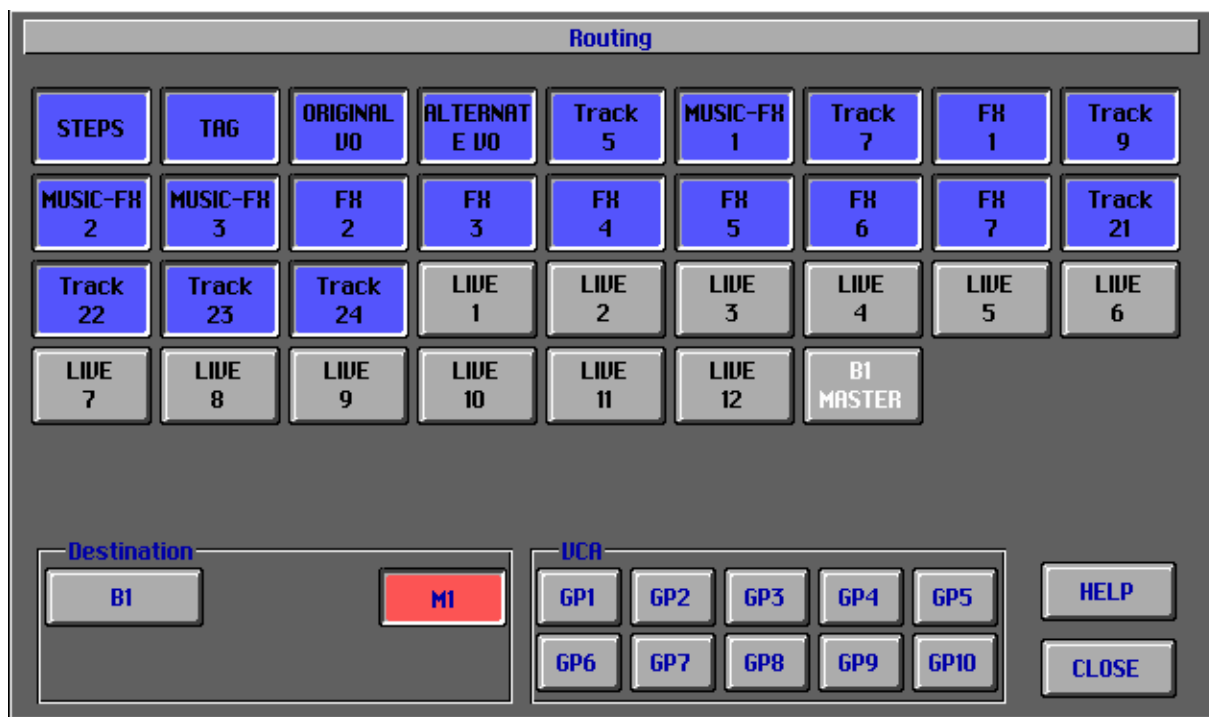 Routing
STEPS TAG ORIGINAL VO ALTERNAT E VO Track 5 MUSIC-FX 1 Track 7 FX 1 Track 9
MUSIC-FX 2 MUSIC-FX 3 FX 2 FX 3 FX 4 FX 5 FX 6 FX 7 Track 21
Track 22 Track 23 Track 24 LIVE 1 LIVE 2 LIVE 3 LIVE 4 LIVE 5 LIVE 6
LIVE 7 LIVE 8 LIVE 9 LIVE 10 LIVE 11 LIVE 12 B1 MASTER
Destination
B1 M1
VCA
GP1 GP2 GP3 GP4 GP5
GP6 GP7 GP8 GP9 GP10
HELP
CLOSE